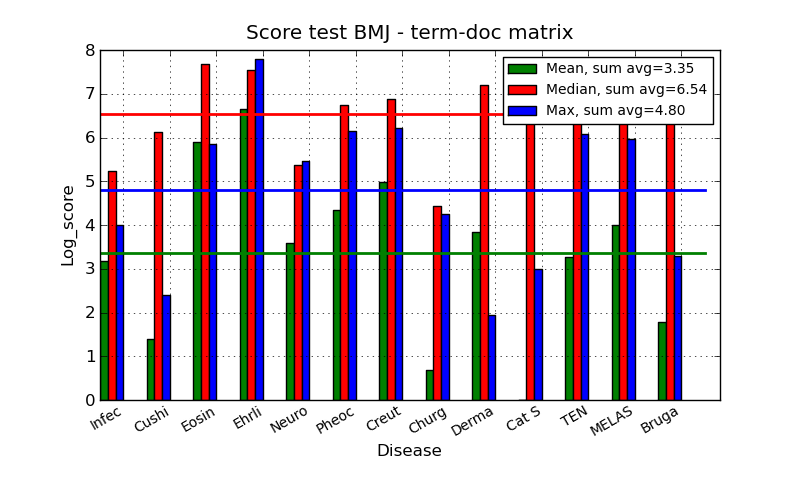 Score test BMJ - term-doc matrix
Mean, sum avg=3.35
Median, sum avg=6.54
Max, sum avg=4.80
8
7
6
5
4
3
2
1
0
Log_score
Infec Cushi Eosin Ehrli Neuro Pheoc Creut Churg Derma Cat S TEN MELAS Bruga
Disease